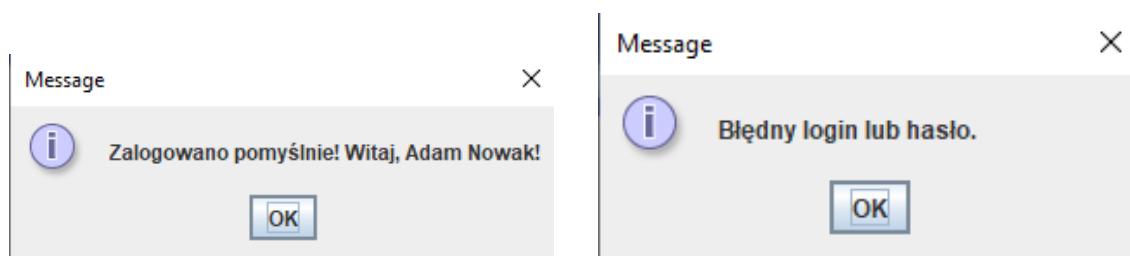 Message
Zalogowano pomyślnie! Witaj, Adam Nowak!
OK
Message
Błędny login lub hasło.
OK